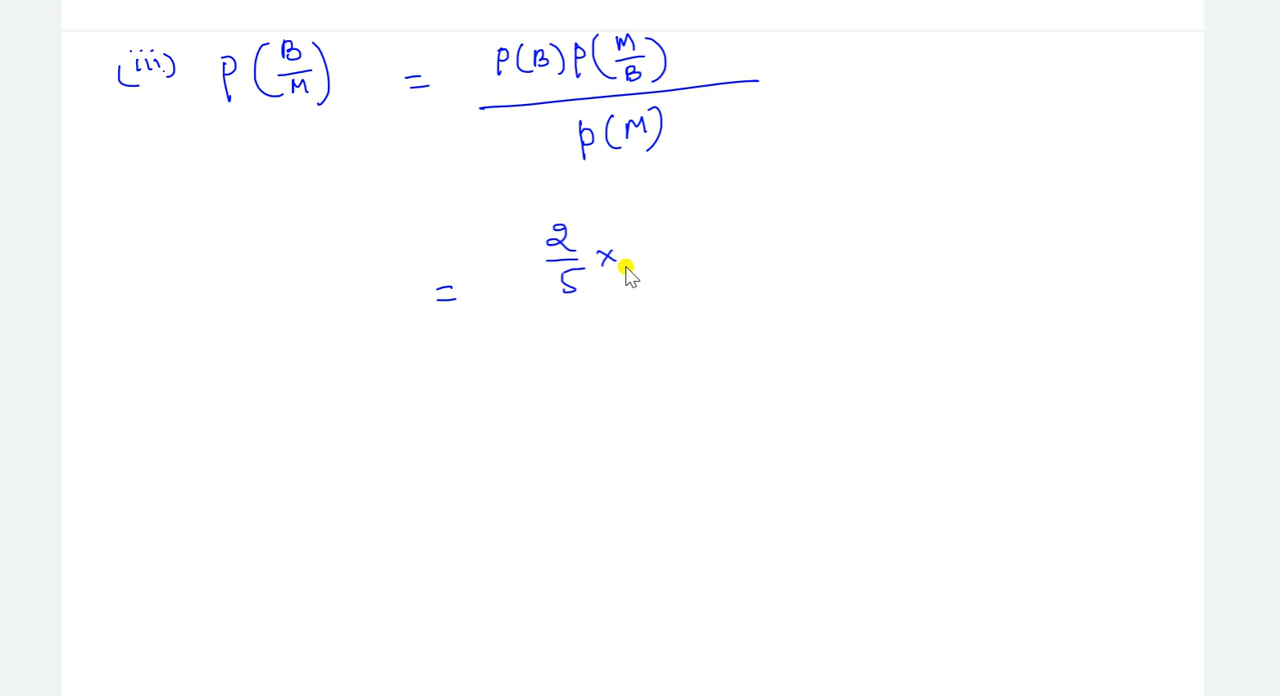 (iii) P(B/M) = P(B)P(M/B) / P(M)
= 2/5 ×